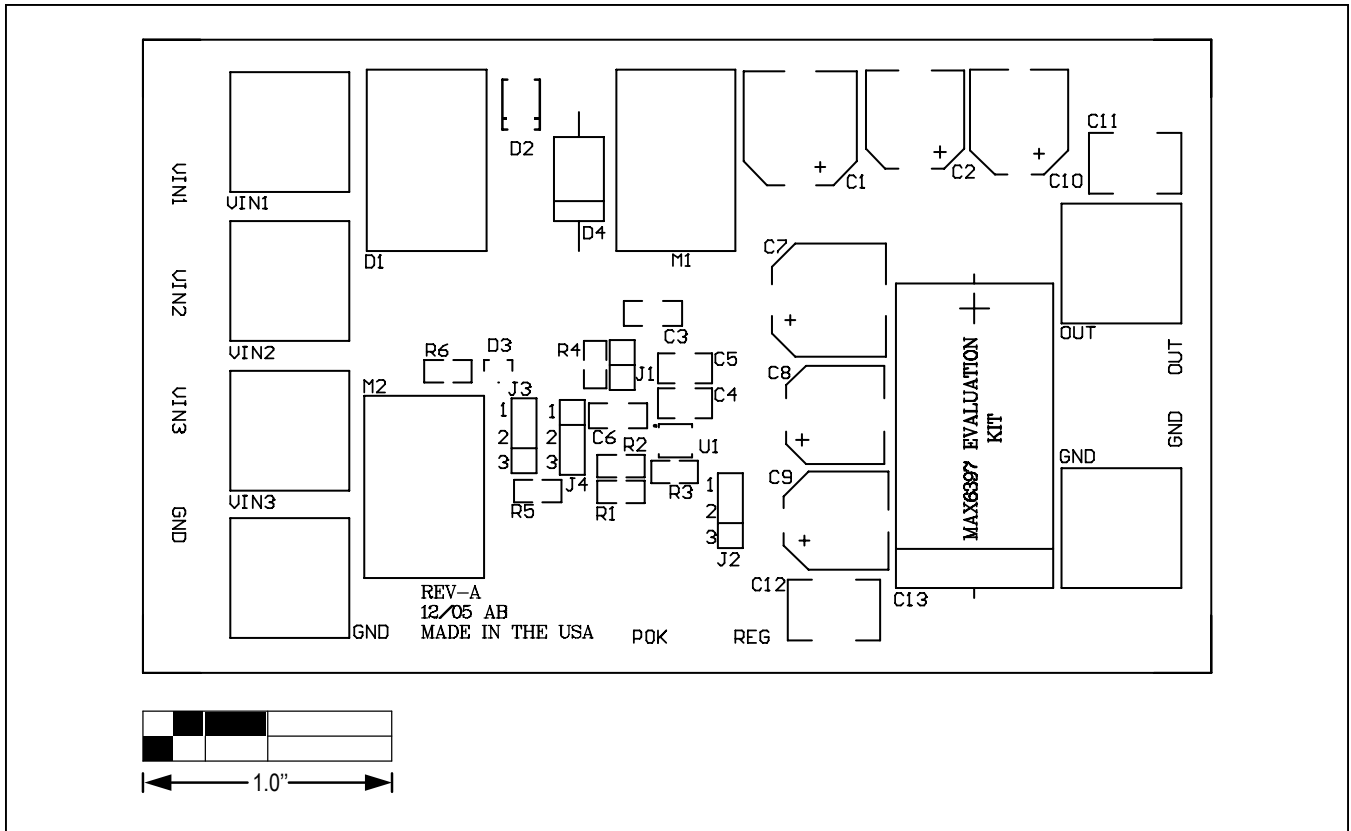 D2
C11
C1
C2
C10
VIN1
VIN1
D4
D1
M1
C7
VIN2
C3
OUT
OUT
VIN2
R6
D3
R4
J1
C5
C8
MAX6397 EVALUATION
KIT
VIN3
M2
J3
C4
1
2
3
1
2
3
C6
R2
U1
GND
GND
R3
C9
VIN3
R5
J4
R1
1
2
3
J2
GND
C12
C13
REV-A
12/05 AB
MADE IN THE USA
GND
POK
REG
1.0"